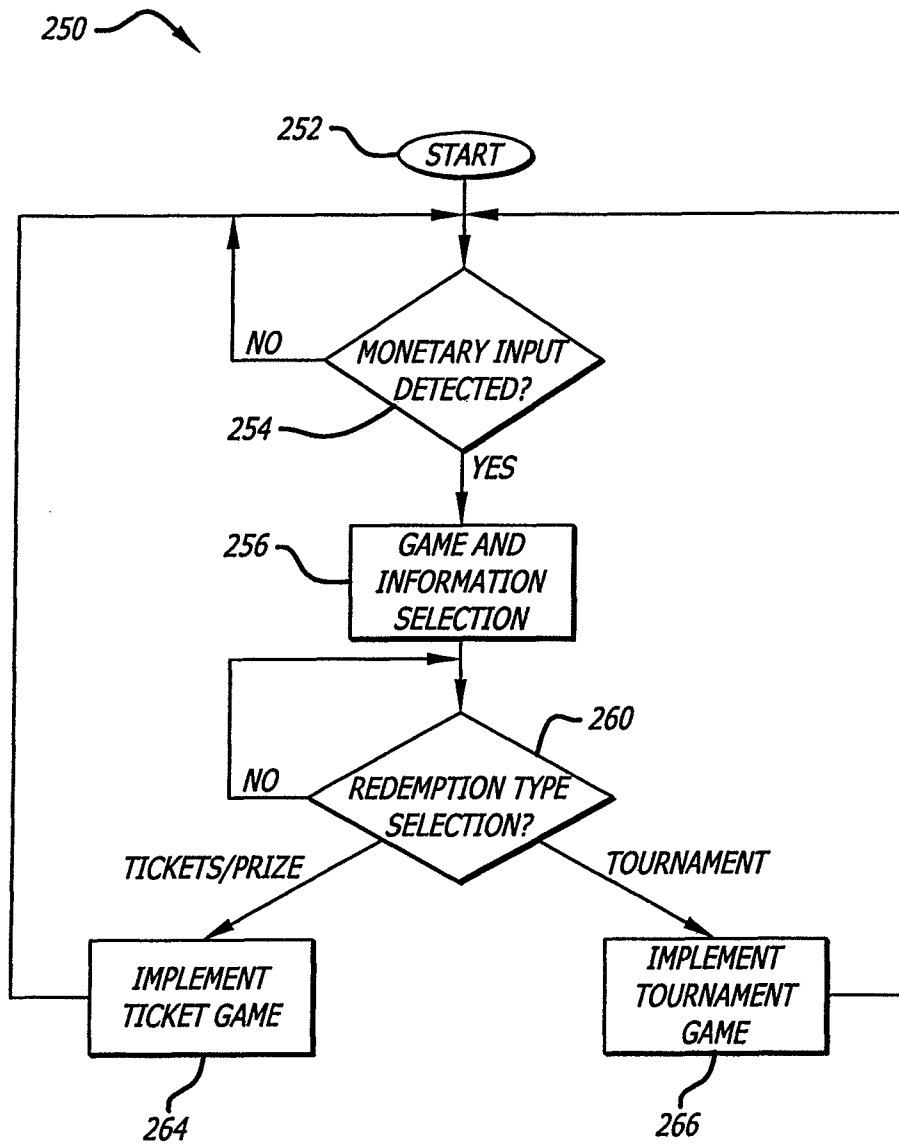 250
252
START
NO
MONETARY INPUT
DETECTED?
254
YES
256
GAME AND
INFORMATION
SELECTION
260
NO
REDEMPTION TYPE
SELECTION?
TICKETS/PRIZE
TOURNAMENT
IMPLEMENT
TICKET GAME
IMPLEMENT
TOURNAMENT
GAME
264
266